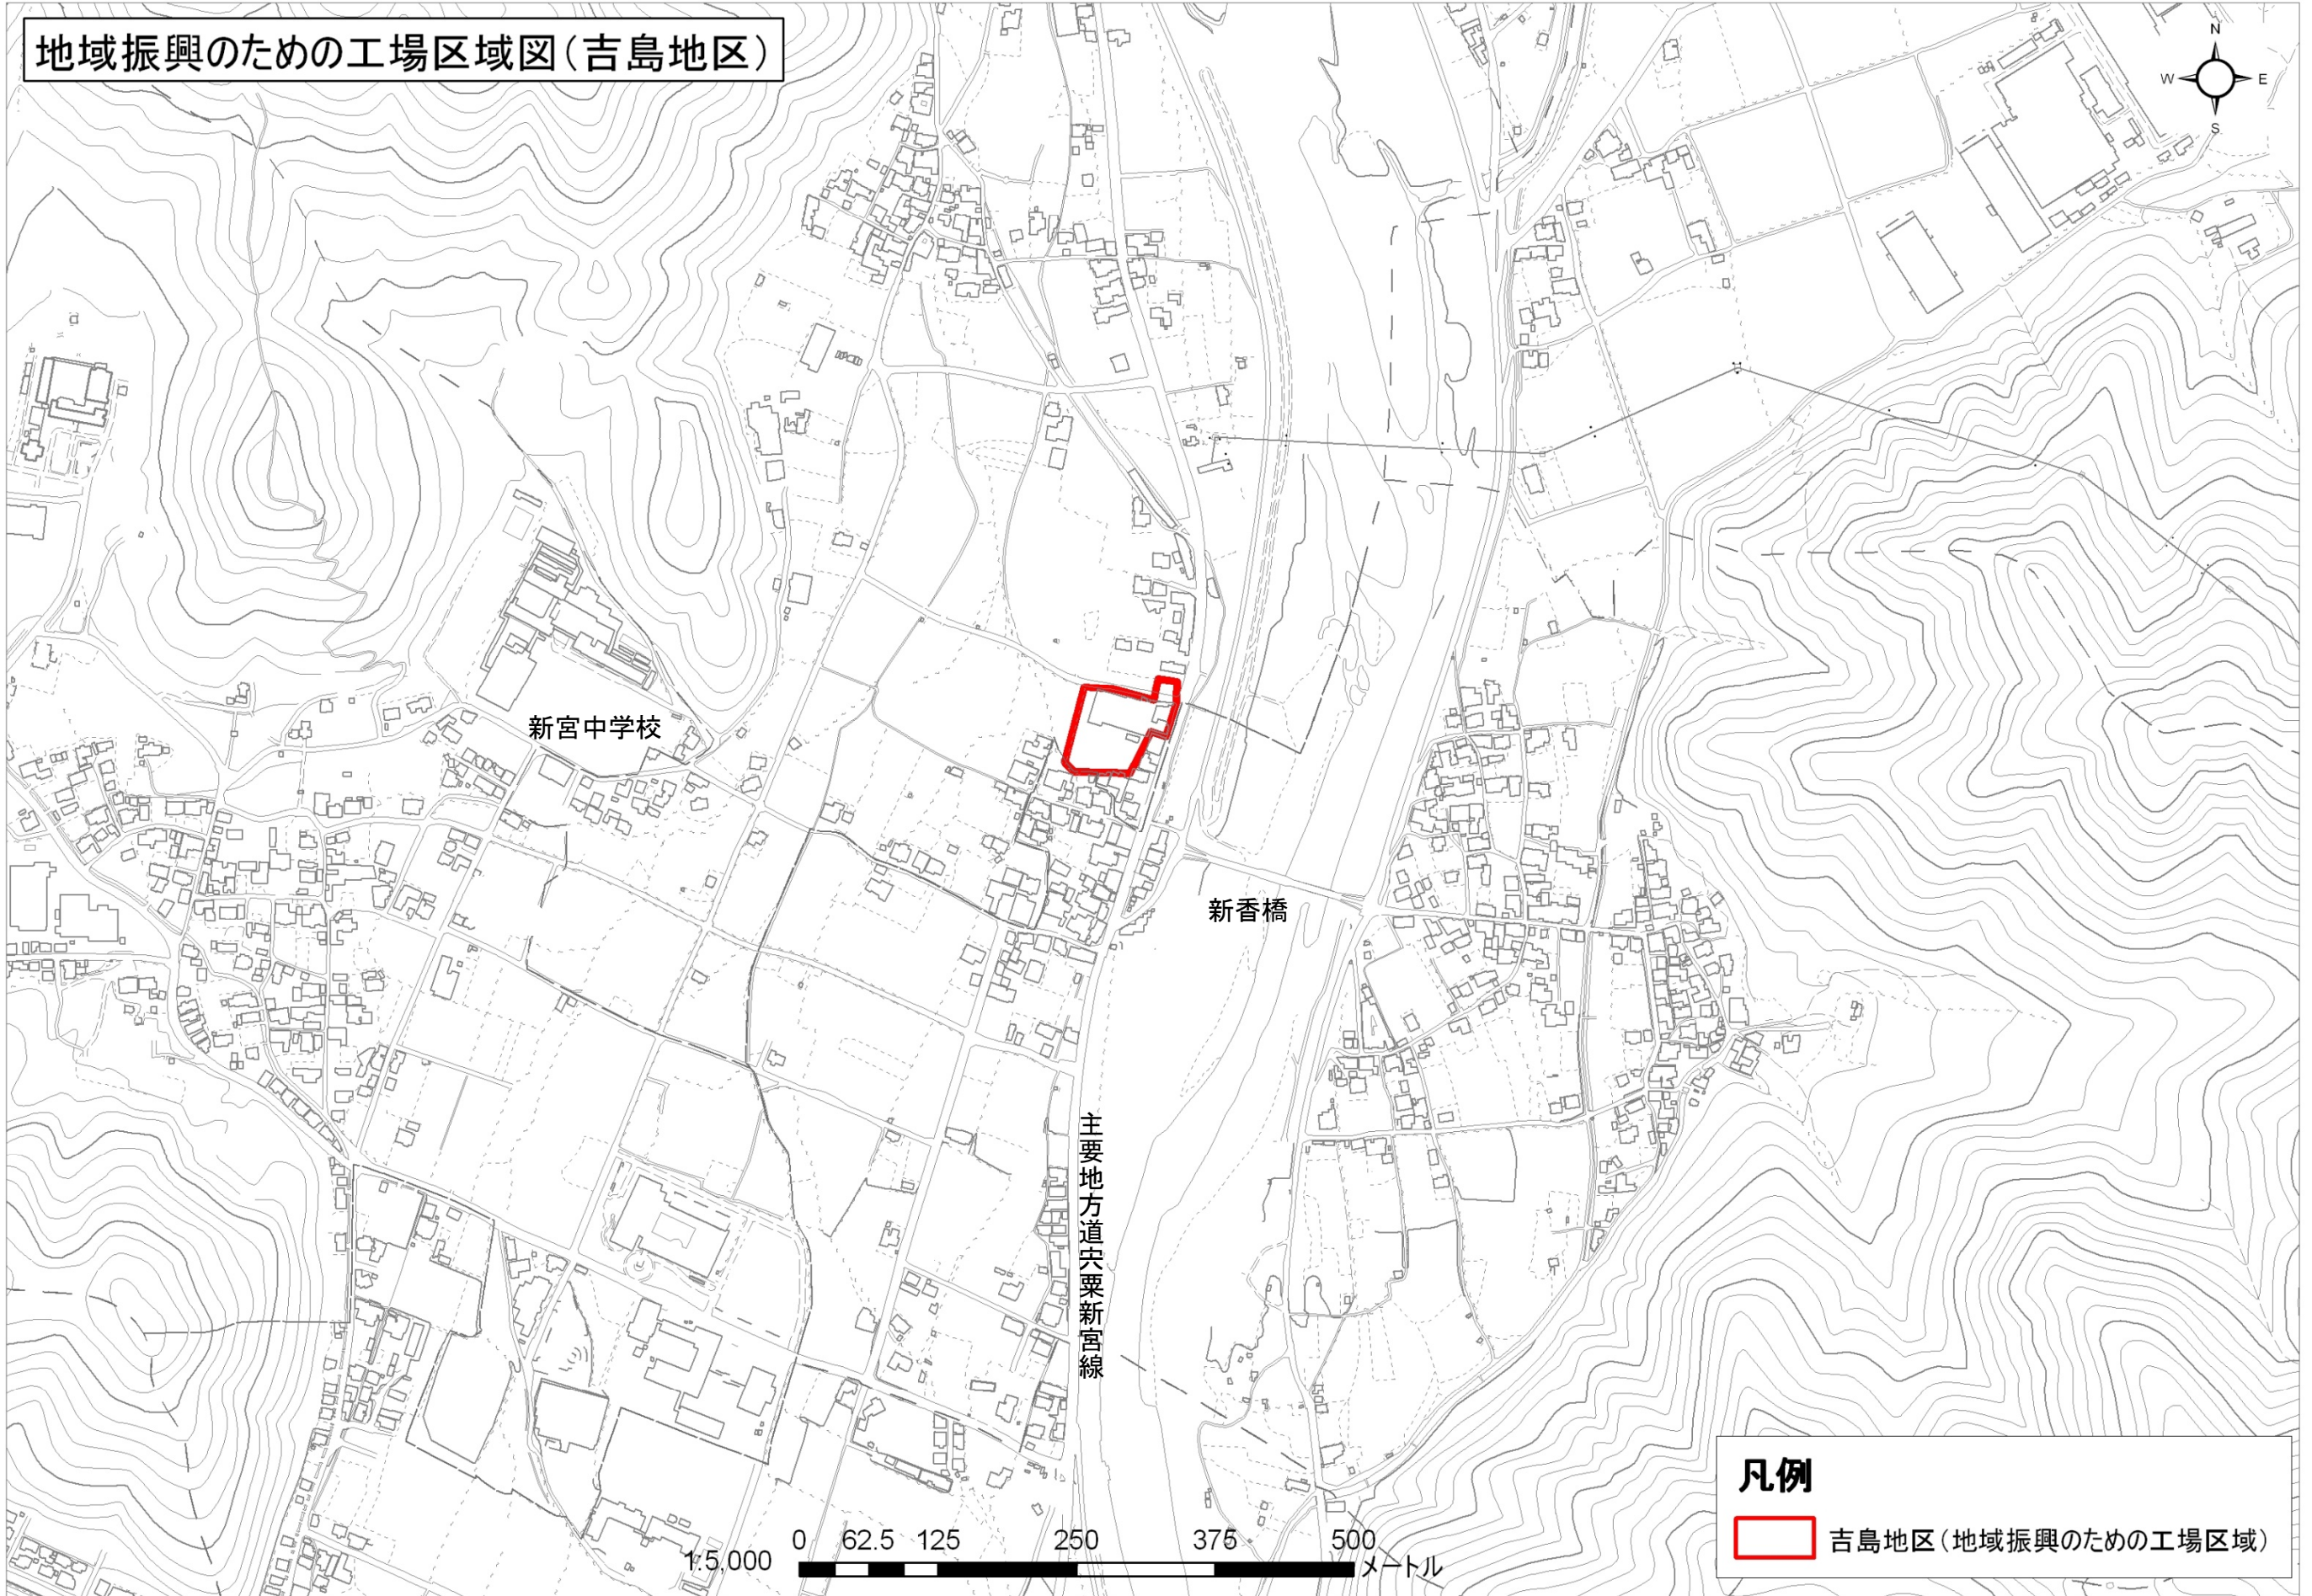 地域振興のための工場区域図（吉島地区）
N
W E
S
新宮中学校
新香橋
主要地方道宍粟新宮線
凡例
吉島地区（地域振興のための工場区域）
1:5,000
0 62.5 125 250 375 500
メートル